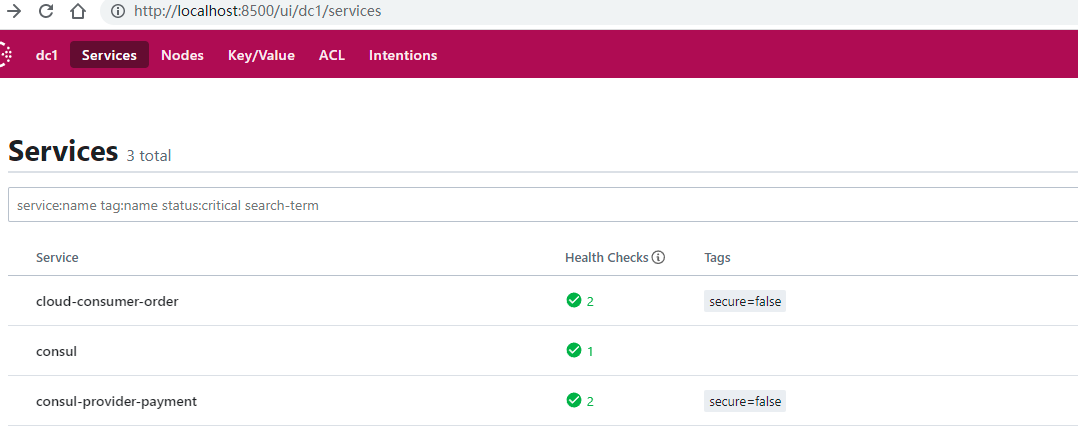 http://localhost:8500/ui/dc1/services
dc1 Services Nodes Key/Value ACL Intentions
Services 3 total
service:name tag:name status:critical search-term
Service Health Checks Tags
cloud-consumer-order 2 secure=false
consul 1
consul-provider-payment 2 secure=false